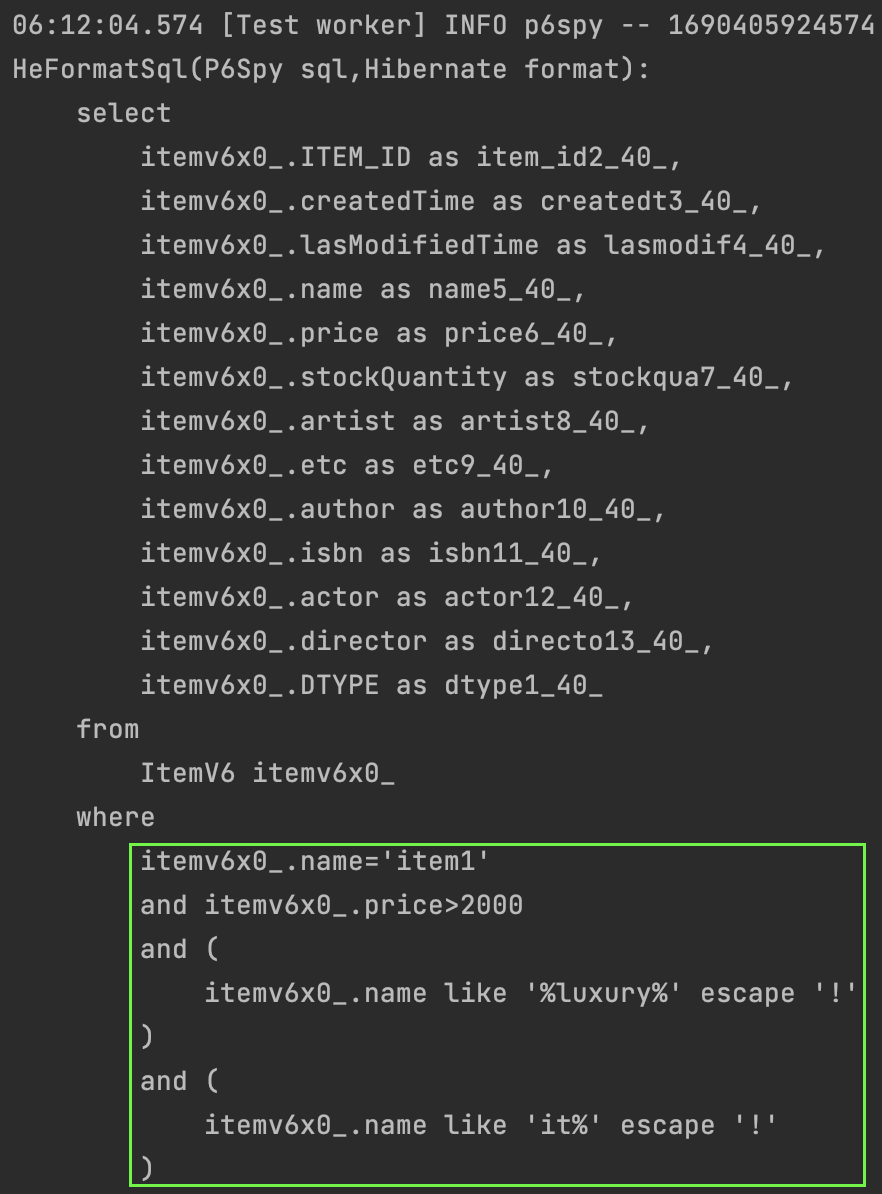 06:12:04.574 [Test worker] INFO p6spy -- 1690405924574
HeFormatSql(P6Spy sql,Hibernate format):
    select
        itemv6x0_.ITEM_ID as item_id2_40_,
        itemv6x0_.createdTime as createdt3_40_,
        itemv6x0_.lasModifiedTime as lasmodif4_40_,
        itemv6x0_.name as name5_40_,
        itemv6x0_.price as price6_40_,
        itemv6x0_.stockQuantity as stockqua7_40_,
        itemv6x0_.artist as artist8_40_,
        itemv6x0_.etc as etc9_40_,
        itemv6x0_.author as author10_40_,
        itemv6x0_.isbn as isbn11_40_,
        itemv6x0_.actor as actor12_40_,
        itemv6x0_.director as directo13_40_,
        itemv6x0_.DTYPE as dtype1_40_
    from
        ItemV6 itemv6x0_
    where
        itemv6x0_.name='item1'
        and itemv6x0_.price>2000
        and (
            itemv6x0_.name like '%luxury%' escape '!'
        )
        and (
            itemv6x0_.name like 'it%' escape '!'
        )